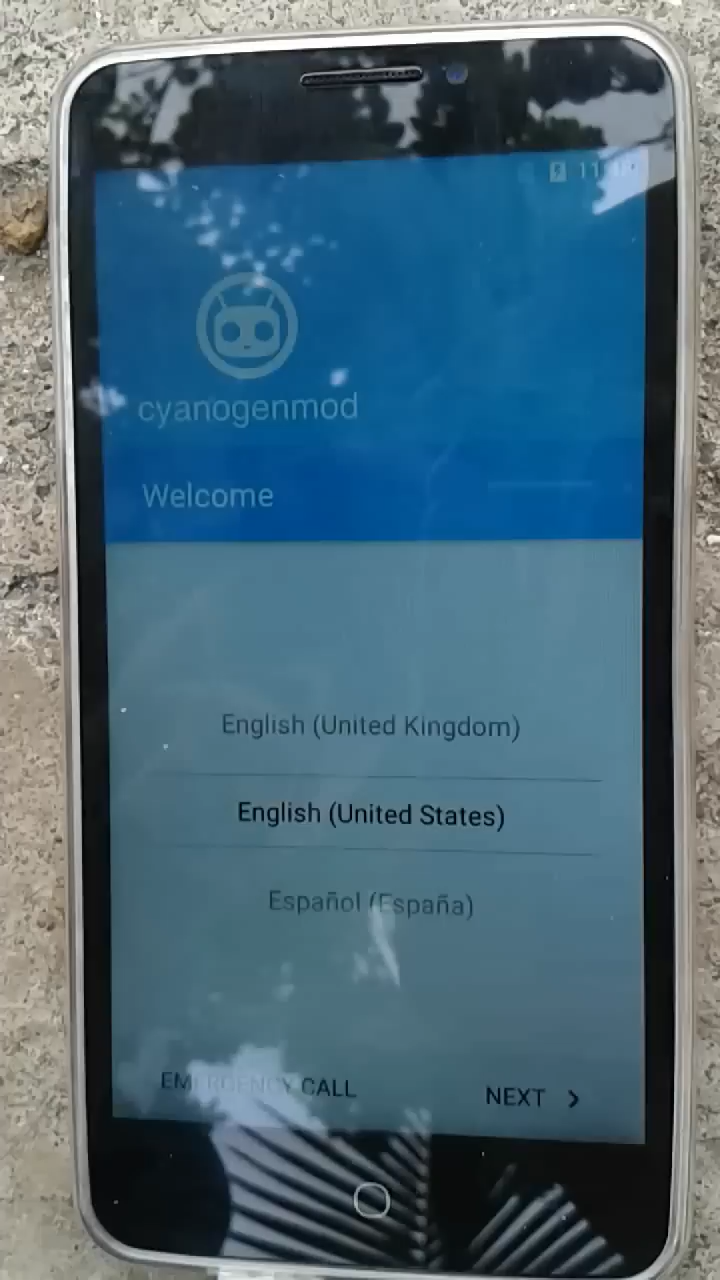 cyanogenmod
Welcome
English (United Kingdom)
English (United States)
Español (España)
EMERGENCY CALL
NEXT